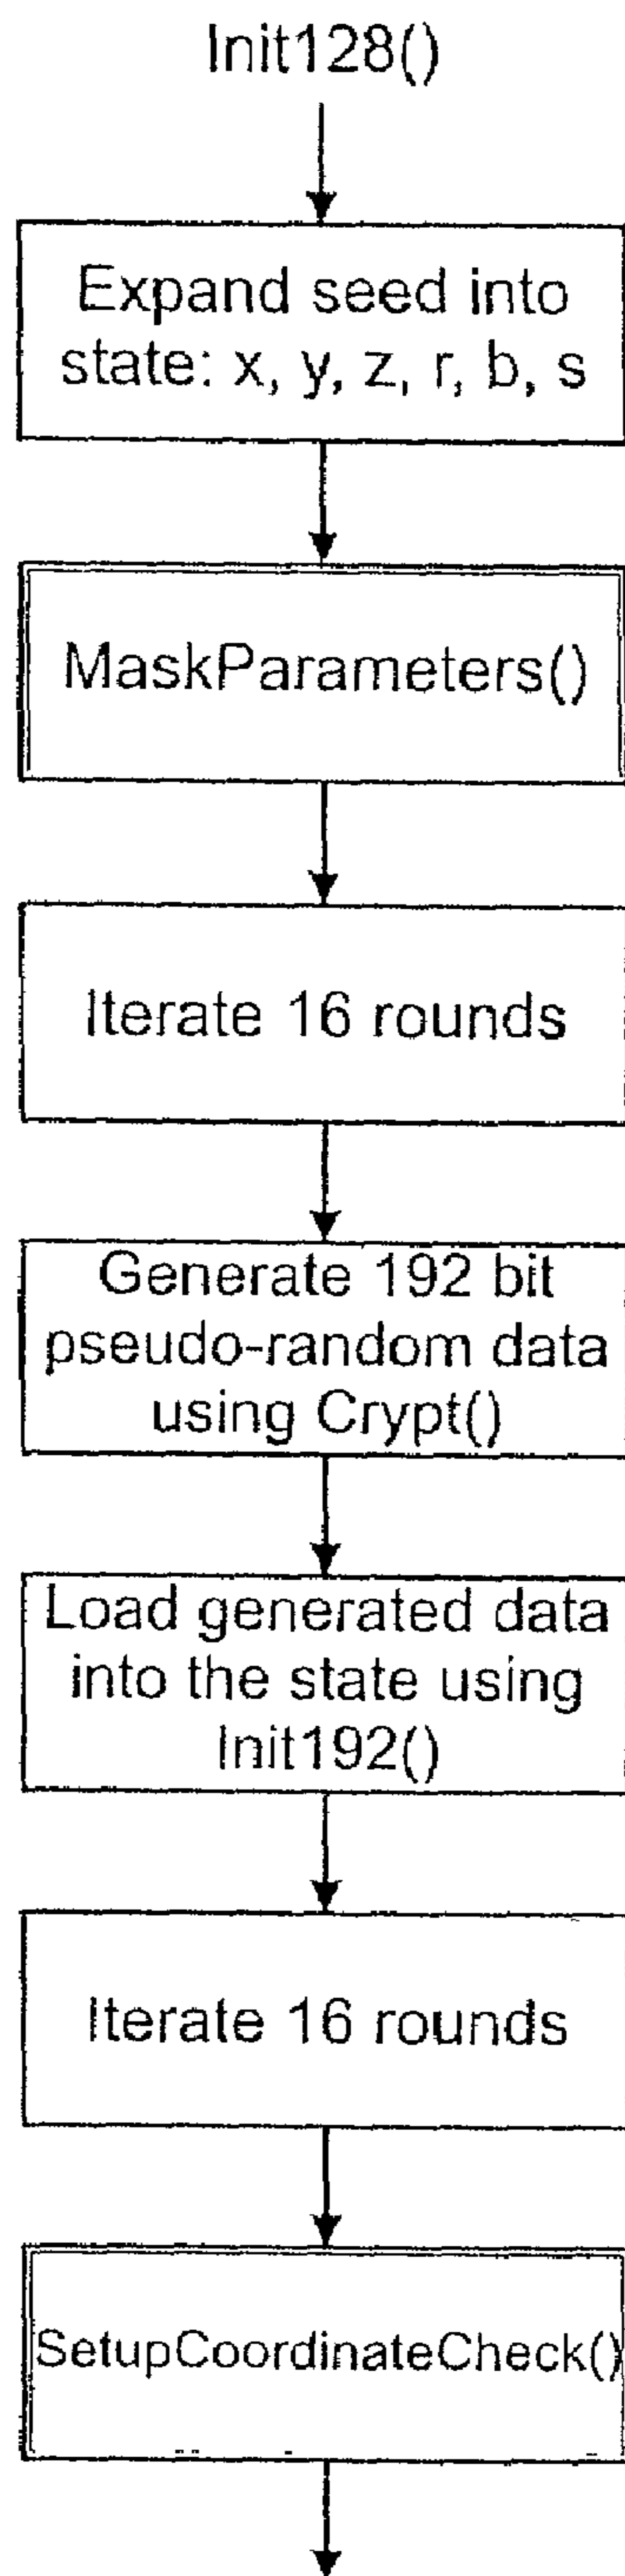 Init128()
Expand seed into
state: x, y, z, r, b, s
MaskParameters()
Iterate 16 rounds
Generate 192 bit
pseudo-random data
using Crypt()
Load generated data
into the state using
Init192()
Iterate 16 rounds
SetupCoordinateCheck()